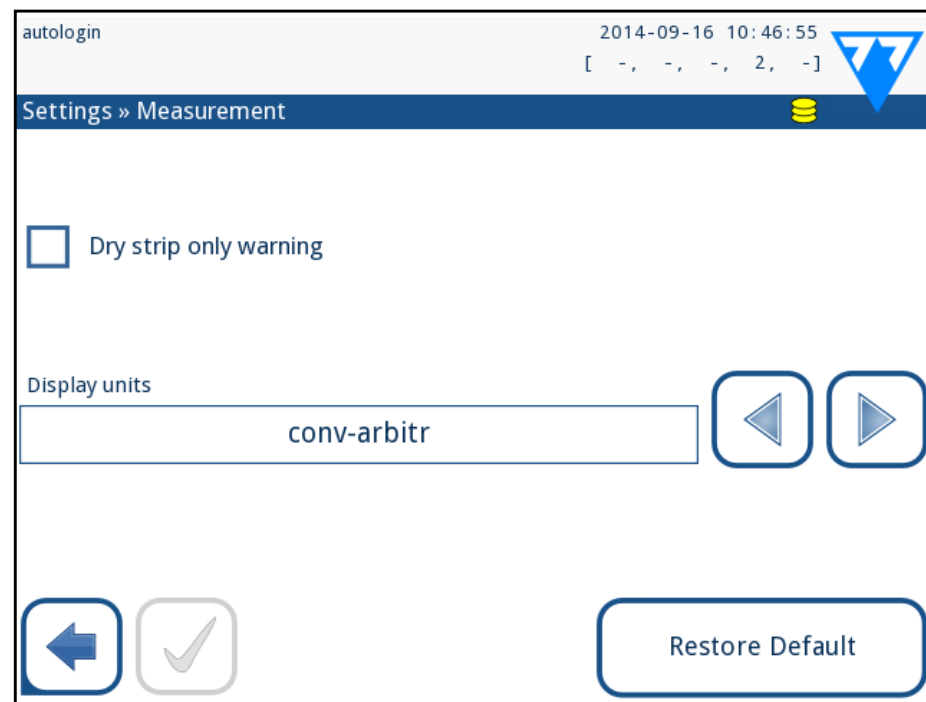 autologin
2014-09-16 10:46:55
[ -, -, -, 2, -]
Settings » Measurement
Dry strip only warning
Display units
conv-arbitr
Restore Default